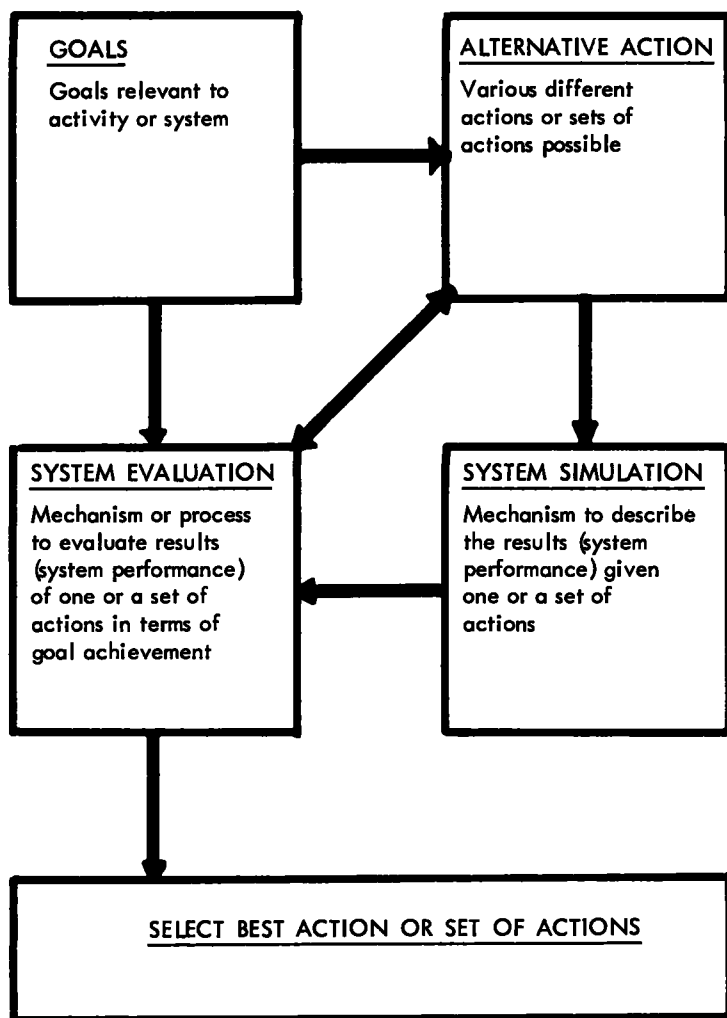 GOALS
Goals relevant to
activity or system
ALTERNATIVE ACTION
Various different
actions or sets of
actions possible
SYSTEM EVALUATION
Mechanism or process
to evaluate results
(system performance)
of one or a set of
actions in terms of
goal achievement
SYSTEM SIMULATION
Mechanism to describe
the results (system
performance) given
one or a set of
actions
SELECT BEST ACTION OR SET OF ACTIONS